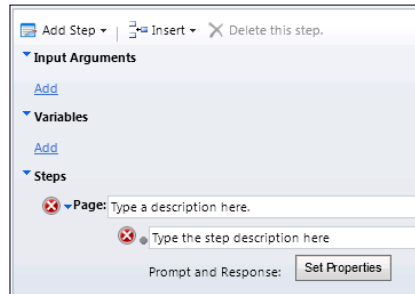 Add Step Insert Delete this step.
Input Arguments
Add
Variables
Add
Steps
Page: Type a description here.
Type the step description here
Prompt and Response: Set Properties